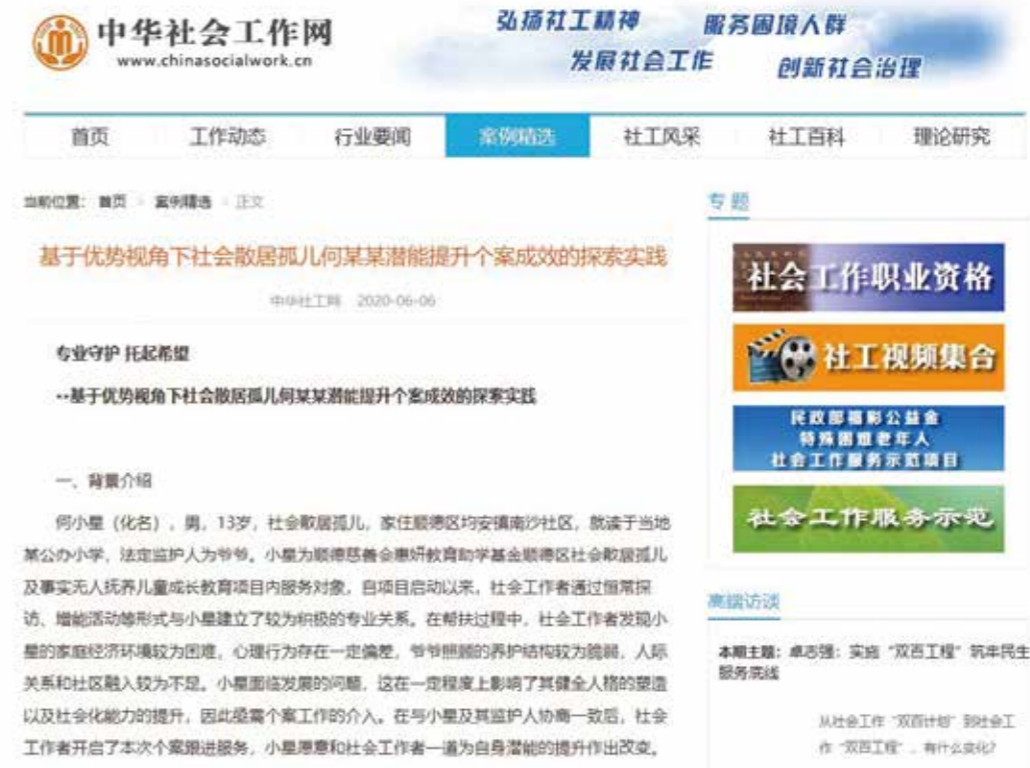 中华社会工作网
www.chinasocialwork.cn
弘扬社工精神
服务困境人群
发展社会工作
创新社会治理
首页
工作动态
行业要闻
案例精选
社工风采
社工百科
理论研究
当前位置： 首页 案例精选 正文
基于优势视角下社会散居孤儿何某某潜能提升个案成效的探索实践
中华社工网 2020-06-06
专业守护 托起希望
--基于优势视角下社会散居孤儿何某某潜能提升个案成效的探索实践
一、背景介绍
何小星（化名），男，13岁，社会散居孤儿，家住顺德区均安镇南沙社区，就读于当地
某公办小学，法定监护人为爷爷。小星为顺德慈善会惠妍教育助学基金顺德区社会散居孤儿
及事实无人抚养儿童成长教育项目内服务对象，自项目启动以来，社会工作者通过恒常探
访、增能活动等形式与小星建立了较为积极的专业关系。在帮扶过程中，社会工作者发现小
星的家庭经济环境较为困难，心理行为存在一定偏差，爷爷照顾的养护结构较为脆弱，人际
关系和社区融入较为不足。小星面临发展的问题，这在一定程度上影响了其健全人格的塑造
以及社会化能力的提升，因此亟需个案工作的介入。在与小星及其监护人协商一致后，社会
工作者开启了本次个案跟进服务，小星愿意和社会工作者一道为自身潜能的提升作出改变。
专题
社会工作职业资格
社工视频集合
民政部福彩公益金
特殊困难老年人
社会工作服务示范项目
社会工作服务示范
高端访谈
本期主题：卓志强：实施“双百工程”筑牢民生
服务底线
从社会工作“双百计划”到社会工
作“双百工程”，有什么变化？